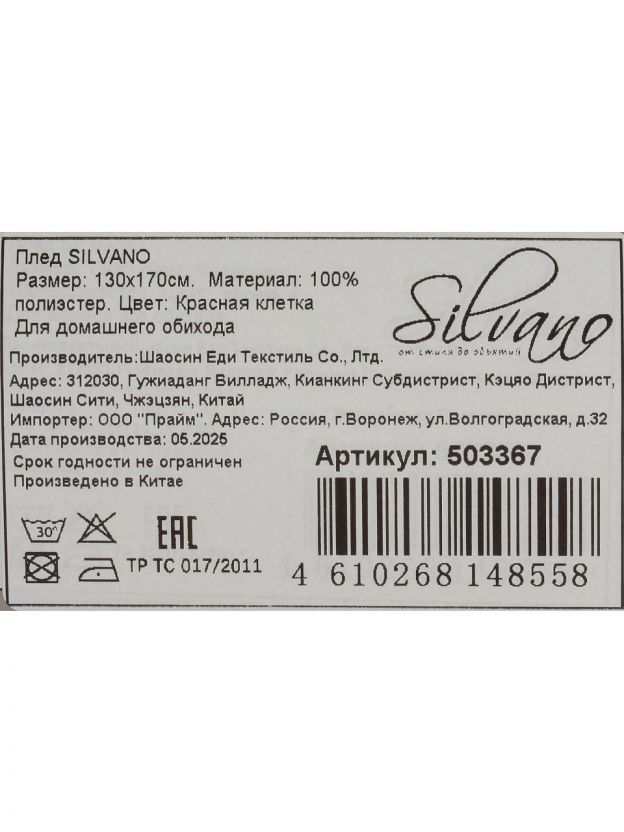 Плед SILVANO
Размер: 130x170см. Материал: 100%
полиэстер. Цвет: Красная клетка
Для домашнего обихода
Silvano
от стиля до объятий
Производитель:Шаосин Еди Текстиль Со., Лтд.
Адрес: 312030, Гужиаданг Вилладж, Кианкинг Субдистрист, Кэцяо Дистрист,
Шаосин Сити, Чжэцзян, Китай
Импортер: ООО "Прайм". Адрес: Россия, г.Воронеж, ул.Волгоградская, д.32
Дата производства: 05.2025
Срок годности не ограничен
Произведено в Китае
Артикул: 503367
30°
EAC
ТР ТС 017/2011
4 610268 148558